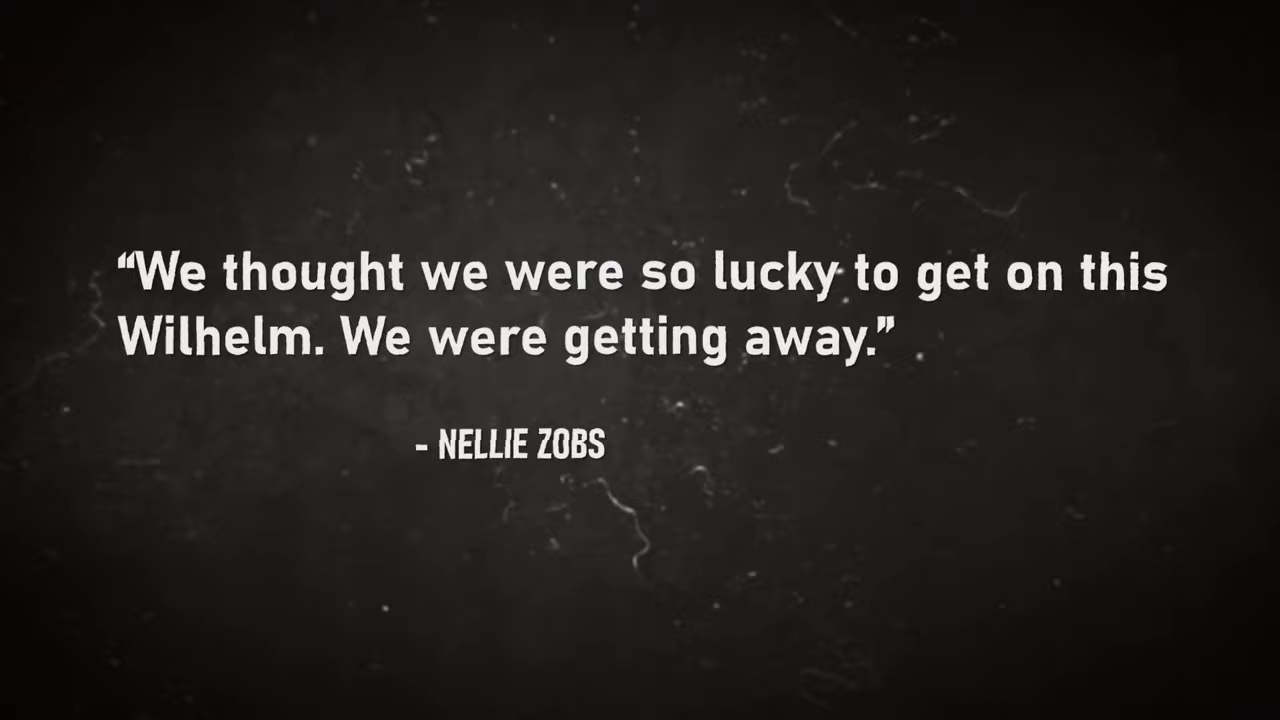 “We thought we were so lucky to get on this
Wilhelm. We were getting away.”
- NELLIE ZOBS